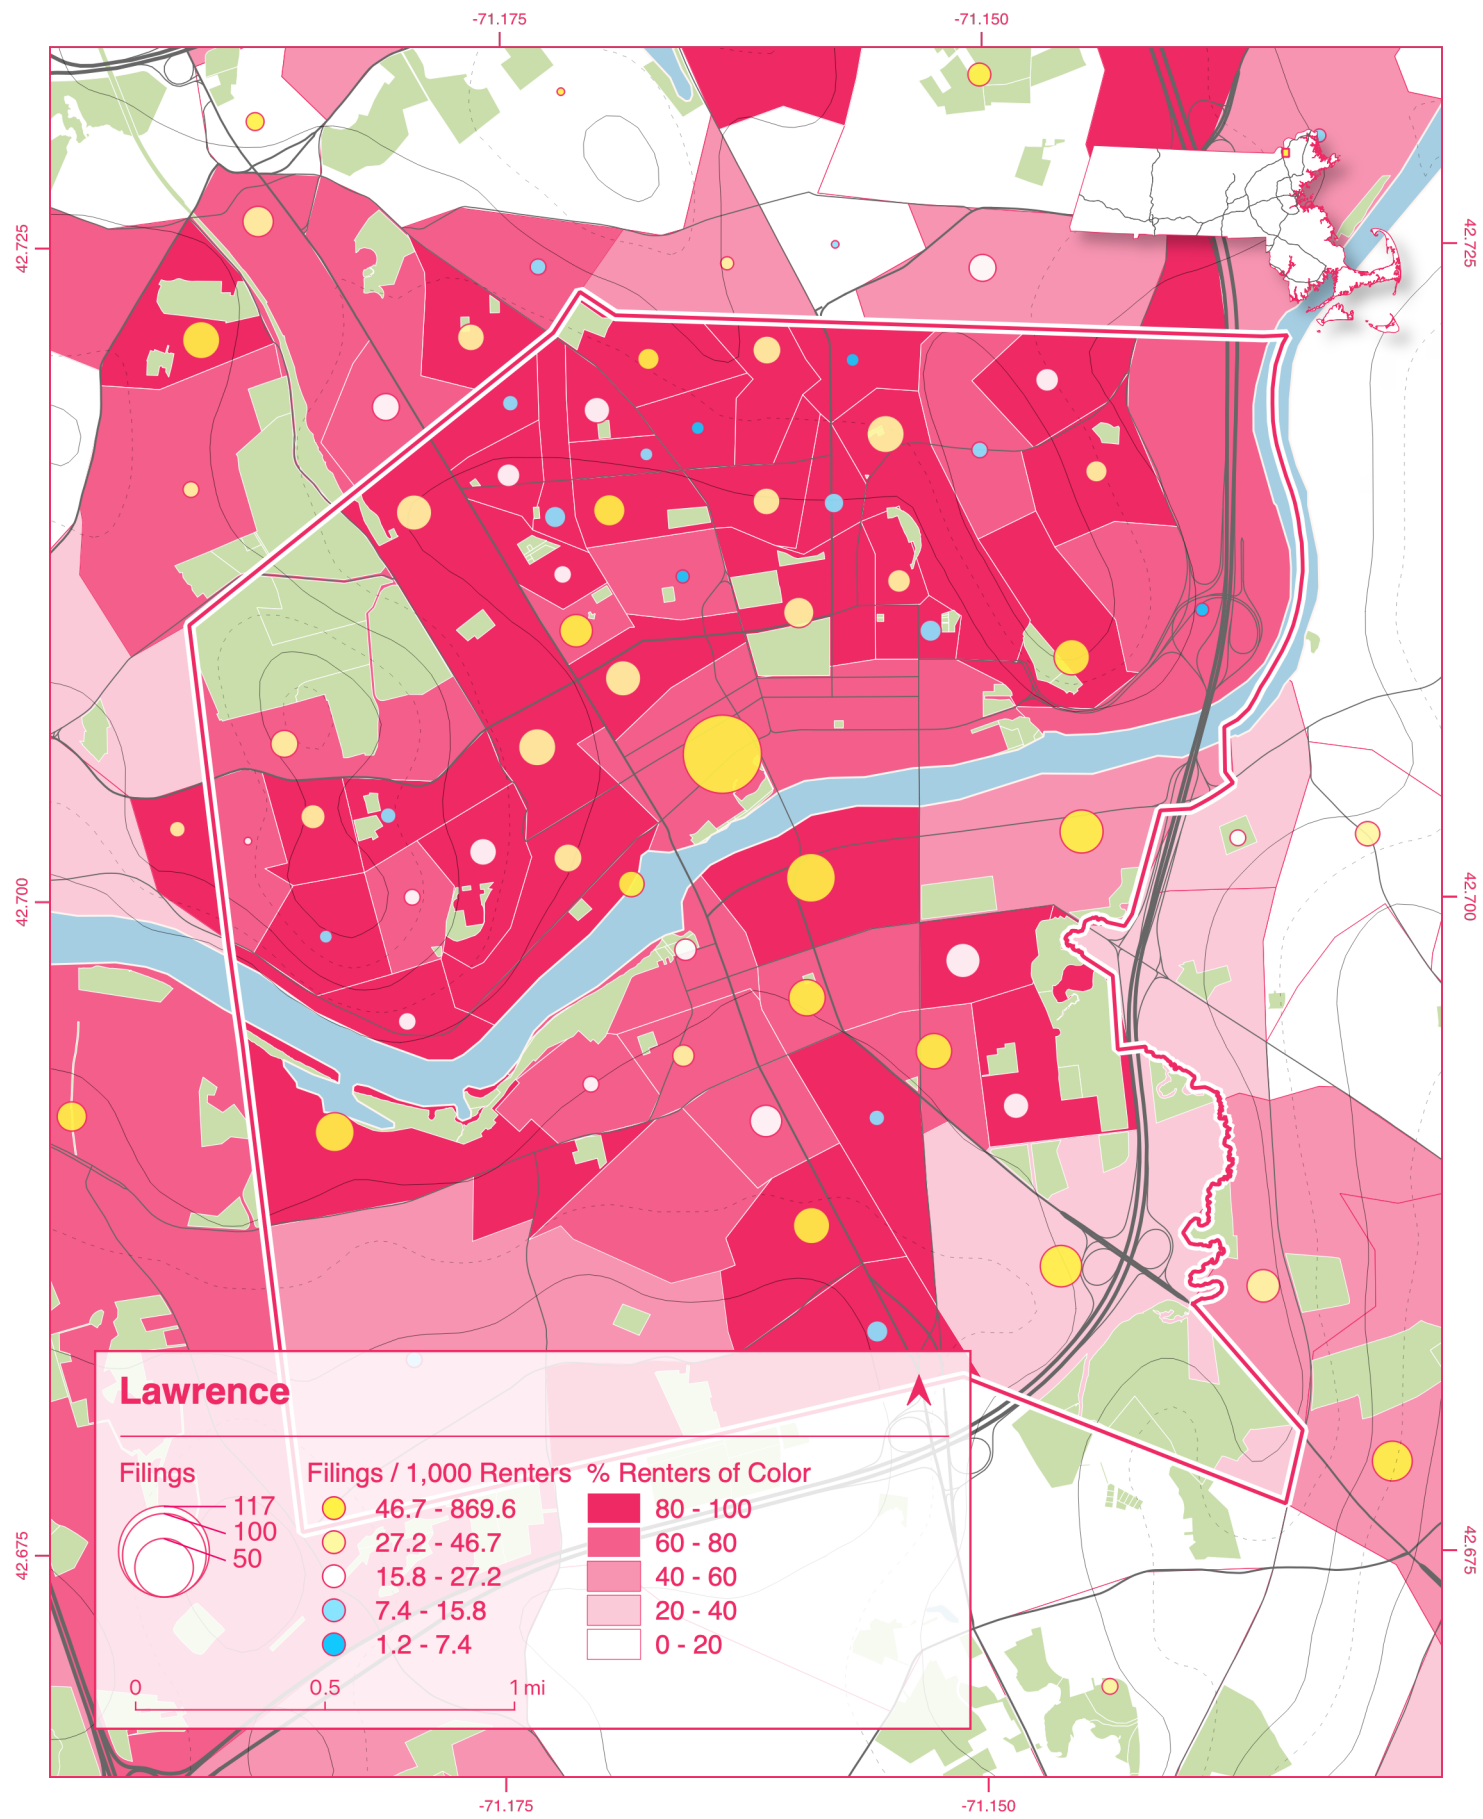 -71.175
-71.150
42.725
42.725
42.700
42.700
42.675
42.675
Lawrence
Filings
117
100
50
Filings / 1,000 Renters
46.7 - 869.6
27.2 - 46.7
15.8 - 27.2
7.4 - 15.8
1.2 - 7.4
% Renters of Color
80 - 100
60 - 80
40 - 60
20 - 40
0 - 20
0
0.5
1 mi
-71.175
-71.150